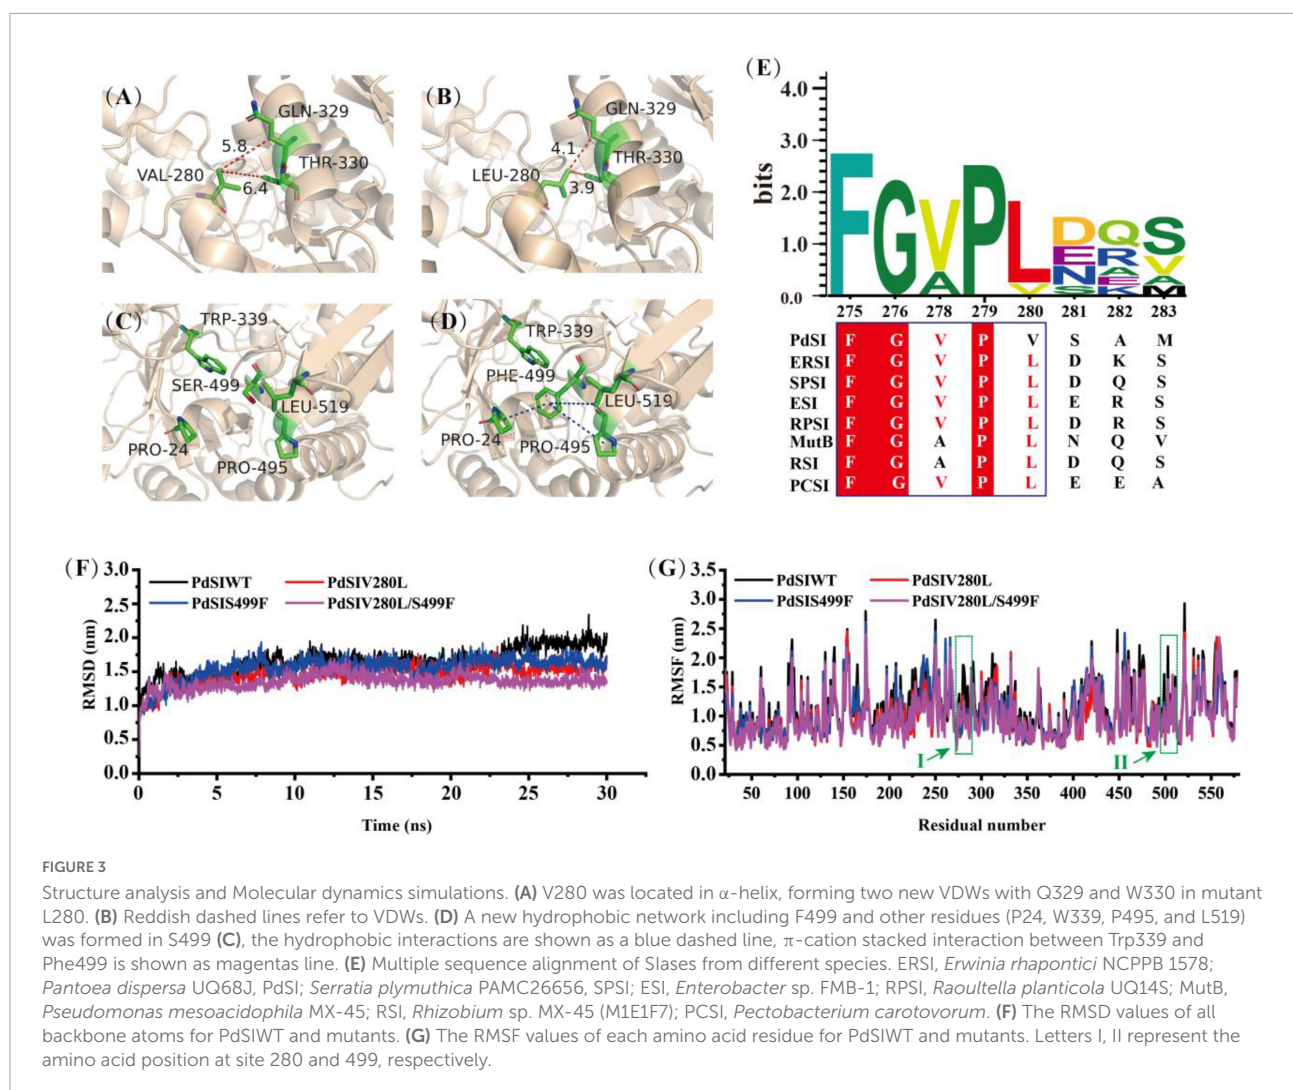 (A)
GLN-329
5.8
THR-330
VAL-280
6.4
(B)
GLN-329
4.1
THR-330
LEU-280
3.9
(C)
TRP-339
SER-499
LEU-519
PRO-24
PRO-495
(D)
TRP-339
PHE-499
LEU-519
PRO-24
PRO-495
(E)
bits
4.0
3.0
2.0
1.0
0.0
F G V A P L V D E N S Q R A E K S V A M
275 276 278 279 280 281 282 283
PdSI F G V P V S A M
ERSI F G V P L D K S
SPSI F G V P L D Q S
ESI F G V P L E R S
RPSI F G V P L D R S
MutB F G A P L N Q V
RSI F G A P L D Q S
PCSI F G V P L E E A
(F)
PdSIWT PdSIV280L
PdSIS499F PdSIV280L/S499F
RMSD (nm)
3.0
2.5
2.0
1.5
1.0
0.5
0.0
0 5 10 15 20 25 30
Time (ns)
(G)
PdSIWT PdSIV280L
PdSIS499F PdSIV280L/S499F
RMSF (nm)
3.5
3.0
2.5
2.0
1.5
1.0
0.5
0.0
I
II
50 100 150 200 250 300 350 400 450 500 550
Residual number
FIGURE 3
Structure analysis and Molecular dynamics simulations. (A) V280 was located in α-helix, forming two new VDWs with Q329 and W330 in mutant
L280. (B) Reddish dashed lines refer to VDWs. (D) A new hydrophobic network including F499 and other residues (P24, W339, P495, and L519)
was formed in S499 (C), the hydrophobic interactions are shown as a blue dashed line, π-cation stacked interaction between Trp339 and
Phe499 is shown as magentas line. (E) Multiple sequence alignment of SIases from different species. ERSI, Erwinia rhapontici NCPPB 1578;
Pantoea dispersa UQ68J, PdSI; Serratia plymuthica PAMC26656, SPSI; ESI, Enterobacter sp. FMB-1; RPSI, Raoultella planticola UQ14S; MutB,
Pseudomonas mesoacidophila MX-45; RSI, Rhizobium sp. MX-45 (M1E1F7); PCSI, Pectobacterium carotovorum. (F) The RMSD values of all
backbone atoms for PdSIWT and mutants. (G) The RMSF values of each amino acid residue for PdSIWT and mutants. Letters I, II represent the
amino acid position at site 280 and 499, respectively.